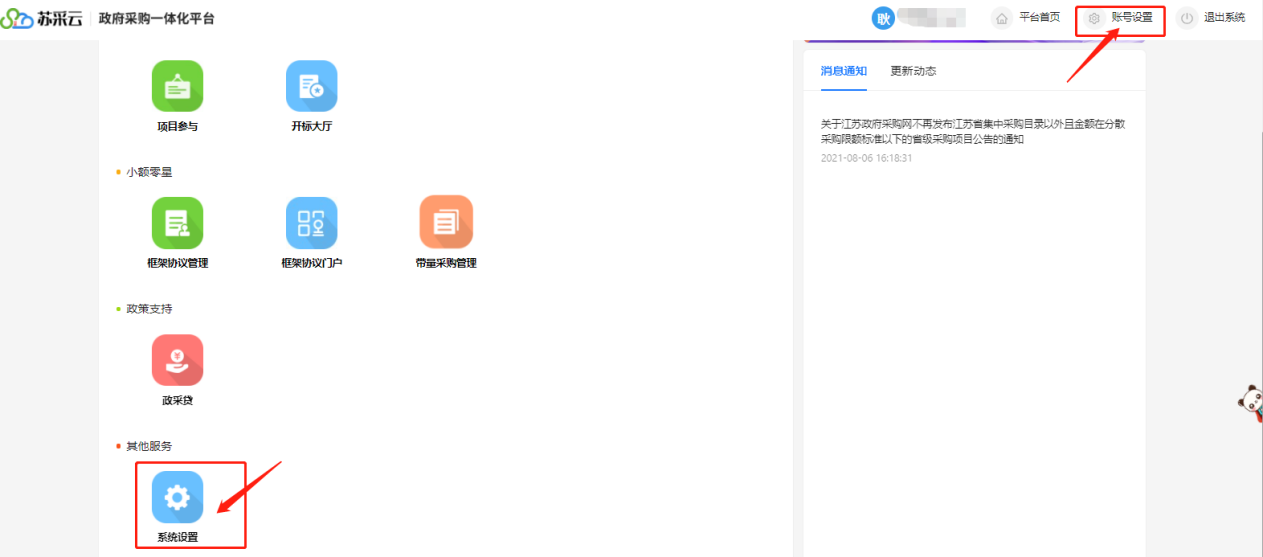 苏采云 政府采购一体化平台 耿 平台首页 账号设置 退出系统
消息通知 更新动态
项目参与 开标大厅
关于江苏政府采购网不再发布江苏省集中采购目录以外且金额在分散
采购限额标准以下的省级采购项目公告的通知
2021-08-06 16:18:31
小额零星
框架协议管理 框架协议门户 带量采购管理
政策支持
政采贷
其他服务
系统设置